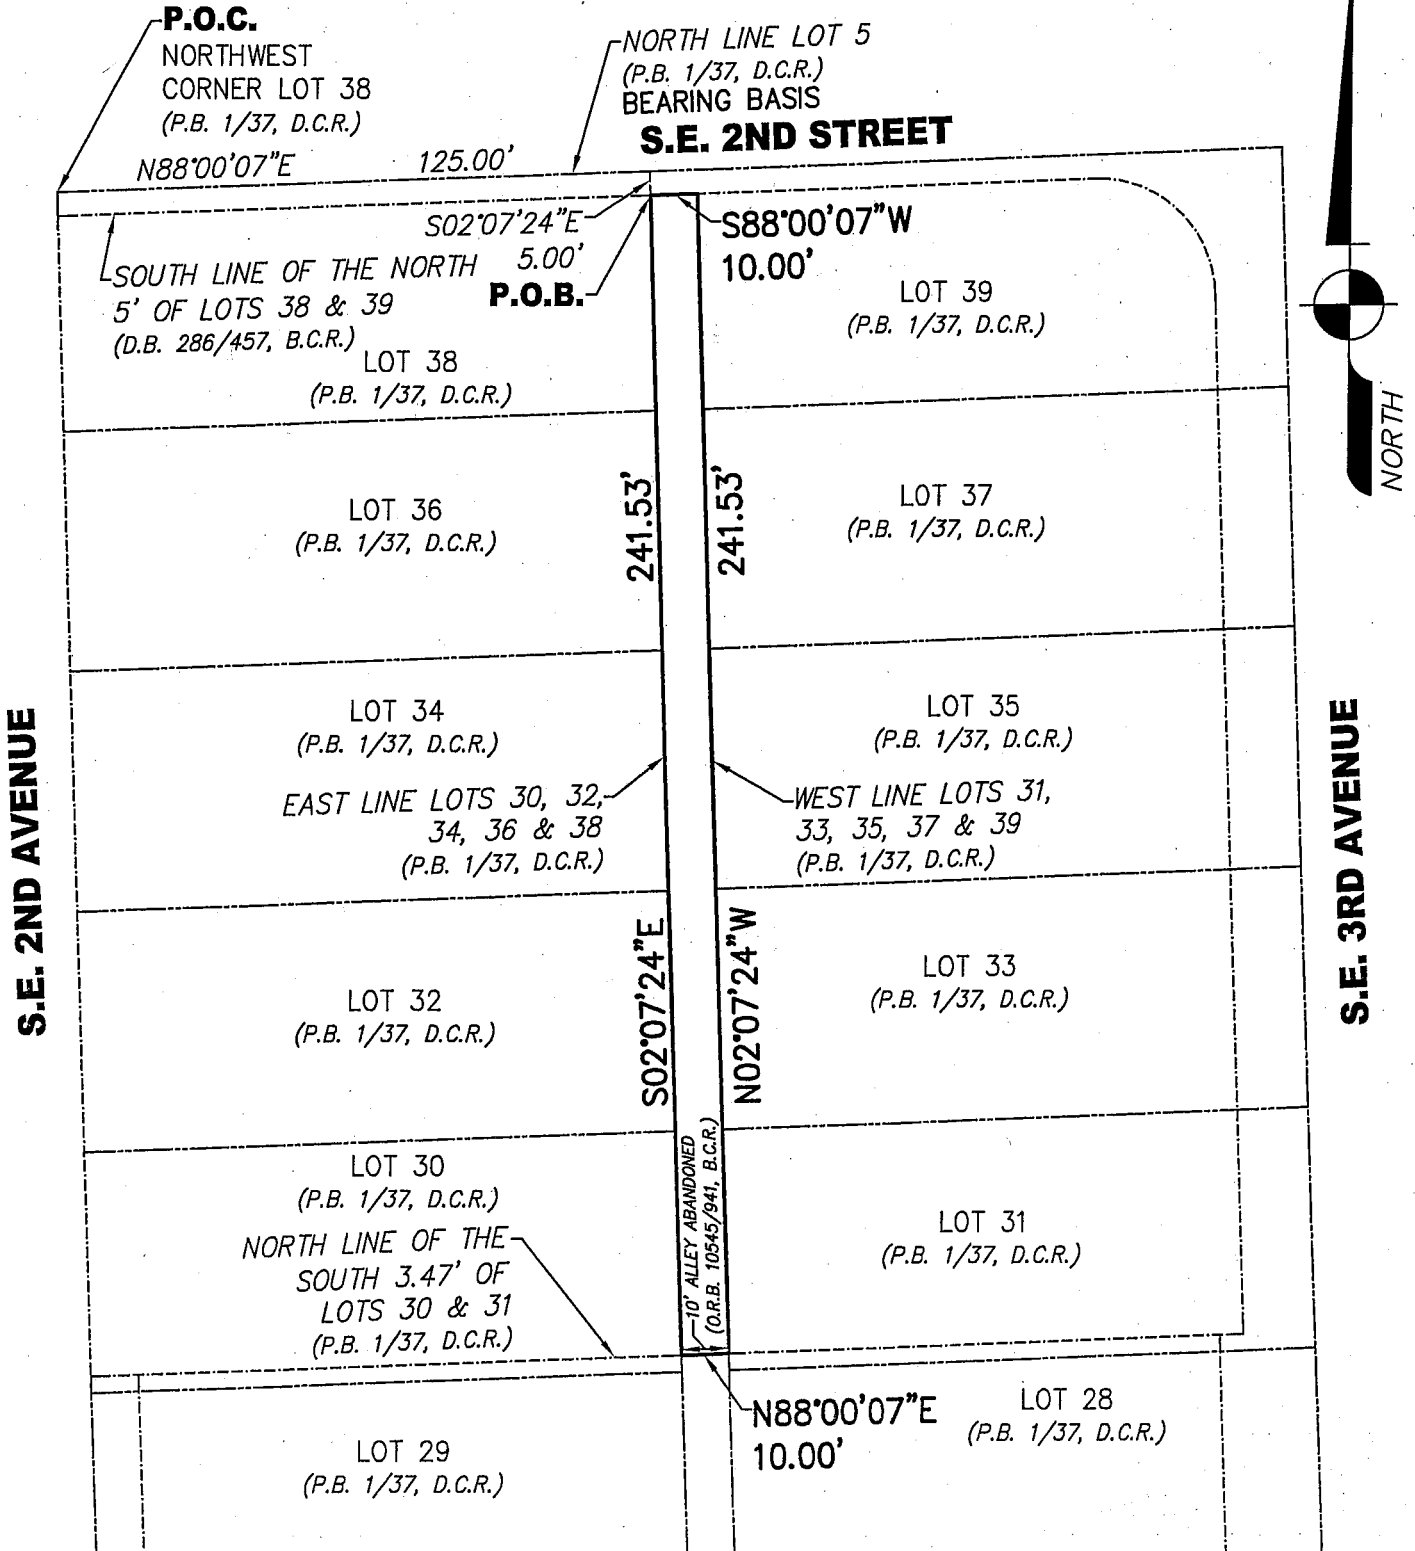 P.O.C.
NORTHWEST
CORNER LOT 38
(P.B. 1/37, D.C.R.)
NORTH LINE LOT 5
(P.B. 1/37, D.C.R.)
BEARING BASIS
S.E. 2ND STREET
N88°00'07"E 125.00'
S02°07'24"E
5.00'
P.O.B.
S88°00'07"W
10.00'
SOUTH LINE OF THE NORTH
5' OF LOTS 38 & 39
(D.B. 286/457, B.C.R.)
LOT 38
(P.B. 1/37, D.C.R.)
LOT 39
(P.B. 1/37, D.C.R.)
NORTH
LOT 36
(P.B. 1/37, D.C.R.)
241.53'
241.53'
LOT 37
(P.B. 1/37, D.C.R.)
S.E. 2ND AVENUE
LOT 34
(P.B. 1/37, D.C.R.)
EAST LINE LOTS 30, 32,
34, 36 & 38
(P.B. 1/37, D.C.R.)
LOT 35
(P.B. 1/37, D.C.R.)
WEST LINE LOTS 31,
33, 35, 37 & 39
(P.B. 1/37, D.C.R.)
S.E. 3RD AVENUE
LOT 32
(P.B. 1/37, D.C.R.)
S02°07'24"E
N02°07'24"W
LOT 33
(P.B. 1/37, D.C.R.)
LOT 30
(P.B. 1/37, D.C.R.)
NORTH LINE OF THE
SOUTH 3.47' OF
LOTS 30 & 31
(P.B. 1/37, D.C.R.)
10' ALLEY ABANDONED
(O.R.B. 10545/941, B.C.R.)
LOT 31
(P.B. 1/37, D.C.R.)
N88°00'07"E
10.00'
LOT 28
(P.B. 1/37, D.C.R.)
LOT 29
(P.B. 1/37, D.C.R.)